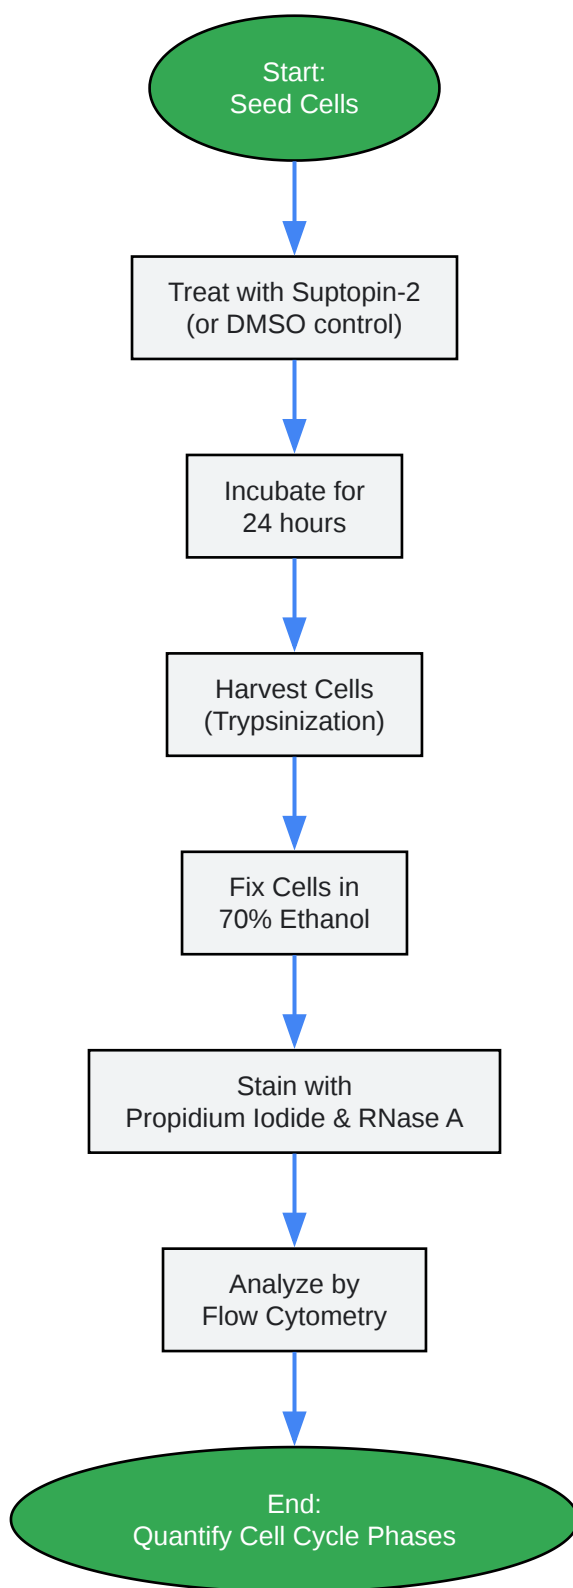 Start:
Seed Cells
Treat with Suptopin-2
(or DMSO control)
Incubate for
24 hours
Harvest Cells
(Trypsinization)
Fix Cells in
70% Ethanol
Stain with
Propidium Iodide & RNase A
Analyze by
Flow Cytometry
End:
Quantify Cell Cycle Phases